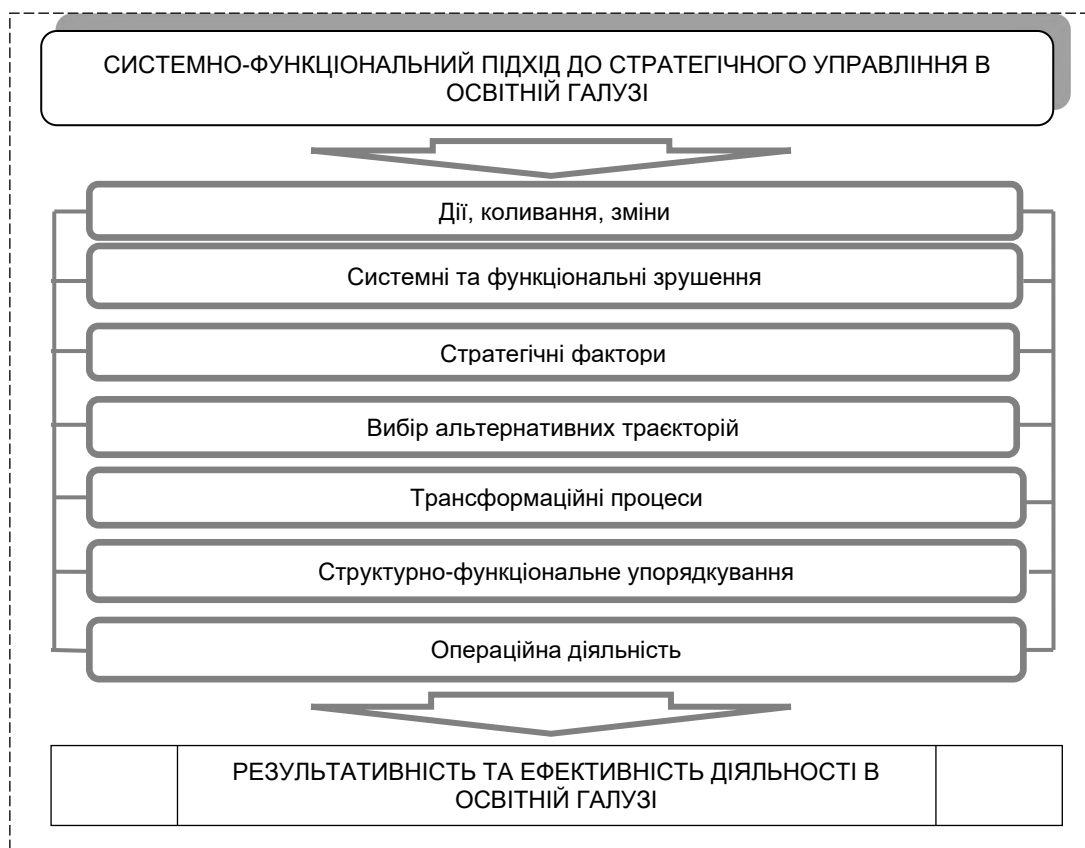 СИСТЕМНО-ФУНКЦІОНАЛЬНИЙ ПІДХІД ДО СТРАТЕГІЧНОГО УПРАВЛІННЯ В
ОСВІТНІЙ ГАЛУЗІ
Дії, коливання, зміни
Системні та функціональні зрушення
Стратегічні фактори
Вибір альтернативних траєкторій
Трансформаційні процеси
Структурно-функціональне упорядкування
Операційна діяльність
РЕЗУЛЬТАТИВНІСТЬ ТА ЕФЕКТИВНІСТЬ ДІЯЛЬНОСТІ В
ОСВІТНІЙ ГАЛУЗІ